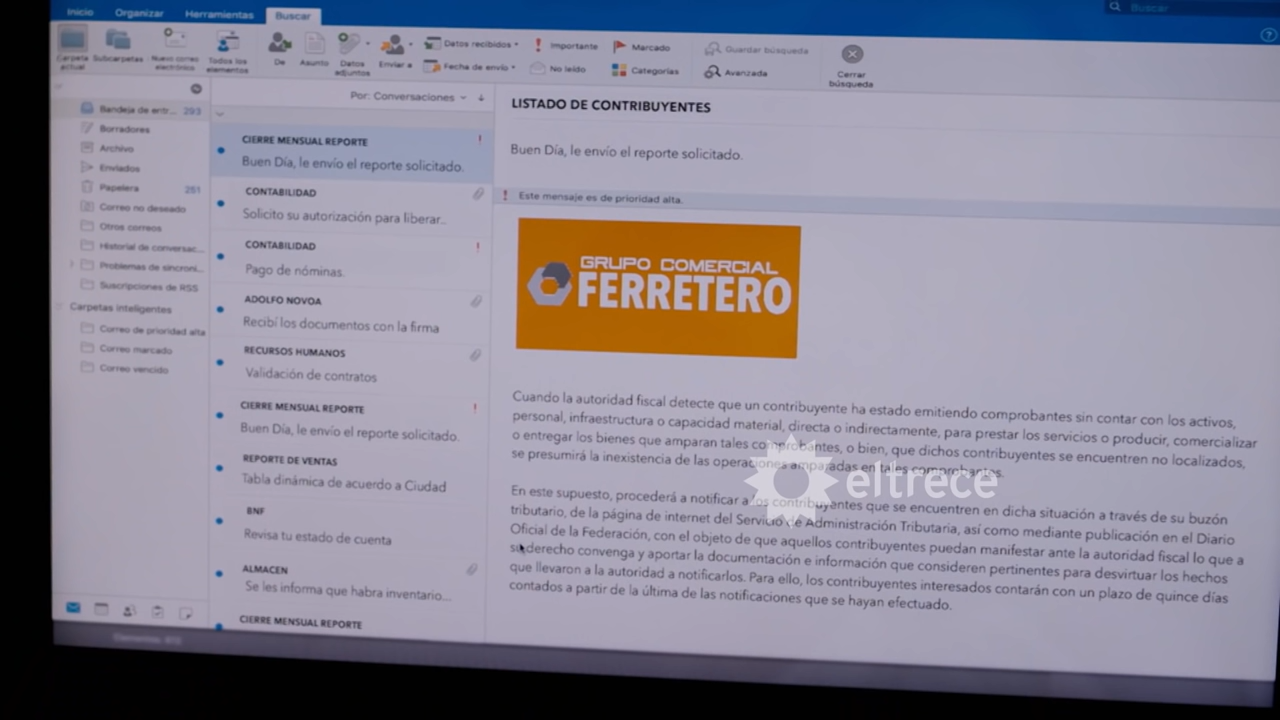 Inicio Organizar Herramientas Buscar
Buscar
Carpeta actual
Subcarpetas
Nuevo correo electrónico
Todos los elementos
De
Asunto
Datos adjuntos
Enviar a
Datos recibidos
Fecha de envío
Importante
No leído
Marcado
Categorías
Guardar búsqueda
Avanzada
Cerrar búsqueda
Bandeja de entr... 293
Borradores
Archivo
Enviados
Papelera 251
Correo no deseado
Otros correos
Historial de conversac...
Problemas de sincroni...
Suscripciones de RSS
Carpetas inteligentes
Correo de prioridad alta
Correo marcado
Correo vencido
Por: Conversaciones
CIERRE MENSUAL REPORTE
Buen Día, le envío el reporte solicitado.
CONTABILIDAD
Solicito su autorización para liberar...
CONTABILIDAD
Pago de nóminas.
ADOLFO NOVOA
Recibí los documentos con la firma
RECURSOS HUMANOS
Validación de contratos
CIERRE MENSUAL REPORTE
Buen Día, le envío el reporte solicitado.
REPORTE DE VENTAS
Tabla dinámica de acuerdo a Ciudad
BNF
Revisa tu estado de cuenta
ALMACEN
Se les informa que habra inventario...
CIERRE MENSUAL REPORTE
LISTADO DE CONTRIBUYENTES
Buen Día, le envío el reporte solicitado.
Este mensaje es de prioridad alta.
GRUPO COMERCIAL
FERRETERO
Cuando la autoridad fiscal detecte que un contribuyente ha estado emitiendo comprobantes sin contar con los activos,
personal, infraestructura o capacidad material, directa o indirectamente, para prestar los servicios o producir, comercializar
o entregar los bienes que amparan tales comprobantes, o bien, que dichos contribuyentes se encuentren no localizados,
se presumirá la inexistencia de las operaciones amparadas en tales comprobantes.
eltrece
En este supuesto, procederá a notificar a los contribuyentes que se encuentren en dicha situación a través de su buzón
tributario, de la página de internet del Servicio de Administración Tributaria, así como mediante publicación en el Diario
Oficial de la Federación, con el objeto de que aquellos contribuyentes puedan manifestar ante la autoridad fiscal lo que a
su derecho convenga y aportar la documentación e información que consideren pertinentes para desvirtuar los hechos
que llevaron a la autoridad a notificarlos. Para ello, los contribuyentes interesados contarán con un plazo de quince días
contados a partir de la última de las notificaciones que se hayan efectuado.